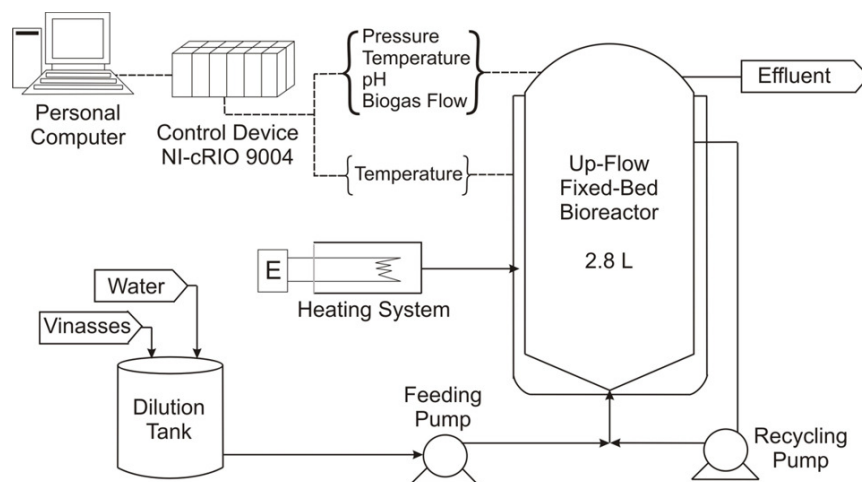 Personal
Computer
Control Device
NI-cRIO 9004
Pressure
Temperature
pH
Biogas Flow
Temperature
Effluent
Up-Flow
Fixed-Bed
Bioreactor
2.8 L
E
Heating System
Water
Vinasses
Dilution
Tank
Feeding
Pump
Recycling
Pump